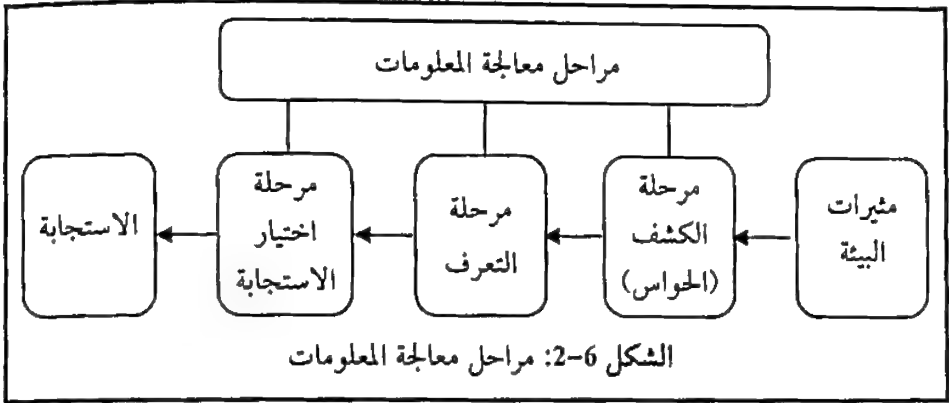 مراحل معالجة المعلومات
مثيرات
البيئة
مرحلة
الكشف
(الحواس)
مرحلة
التعرف
مرحلة
اختيار
الاستجابة
الاستجابة
الشكل 6-2: مراحل معالجة المعلومات